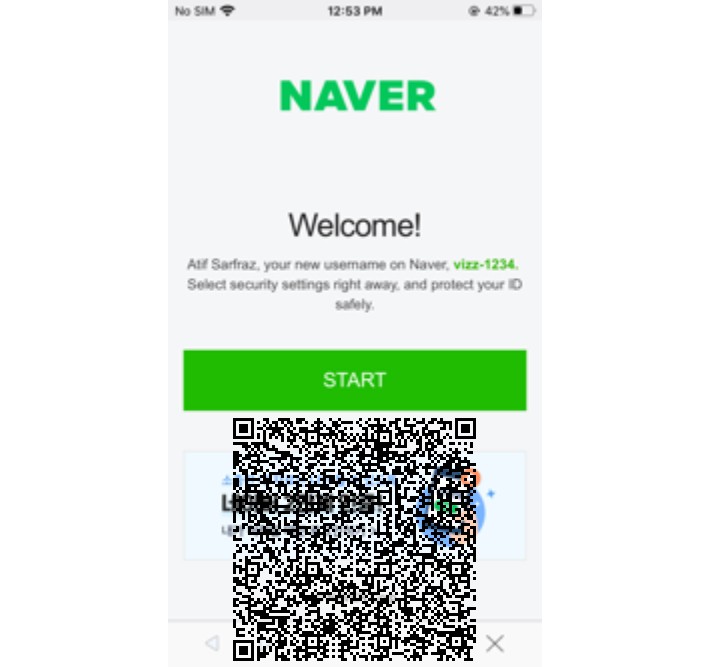 No SIM 12:53 PM 42%
NAVER
Welcome!
Atif Sarfraz, your new username on Naver, vizz-1234.
Select security settings right away, and protect your ID
safely.
START